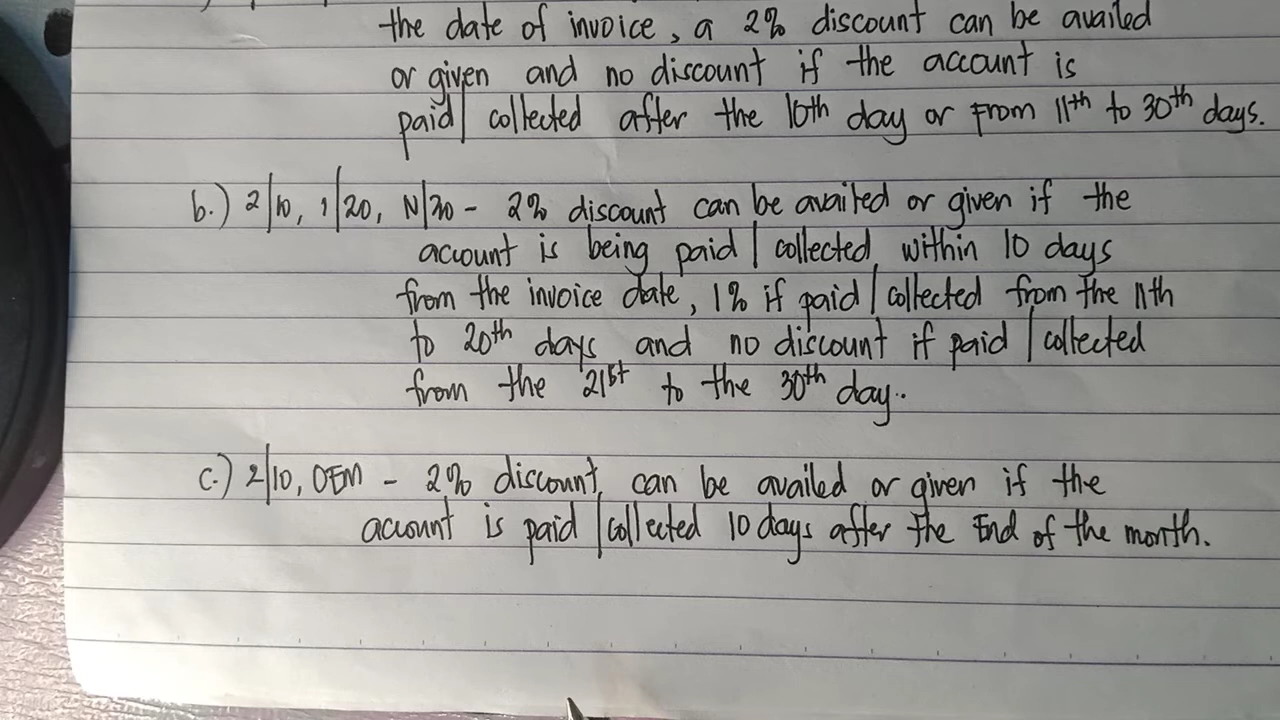 the date of invoice, a 2% discount can be availed
or given and no discount if the account is
paid/collected after the 10th day or from 11th to 30th days.
b.) 2/10, 1/20, N/30 - 2% discount can be availed or given if the
account is being paid/collected within 10 days
from the invoice date, 1% if paid/collected from the 11th
to 20th days and no discount if paid/collected
from the 21st to the 30th day..
c.) 2/10, OEM - 2% discount can be availed or given if the
account is paid/collected 10 days after the End of the month.